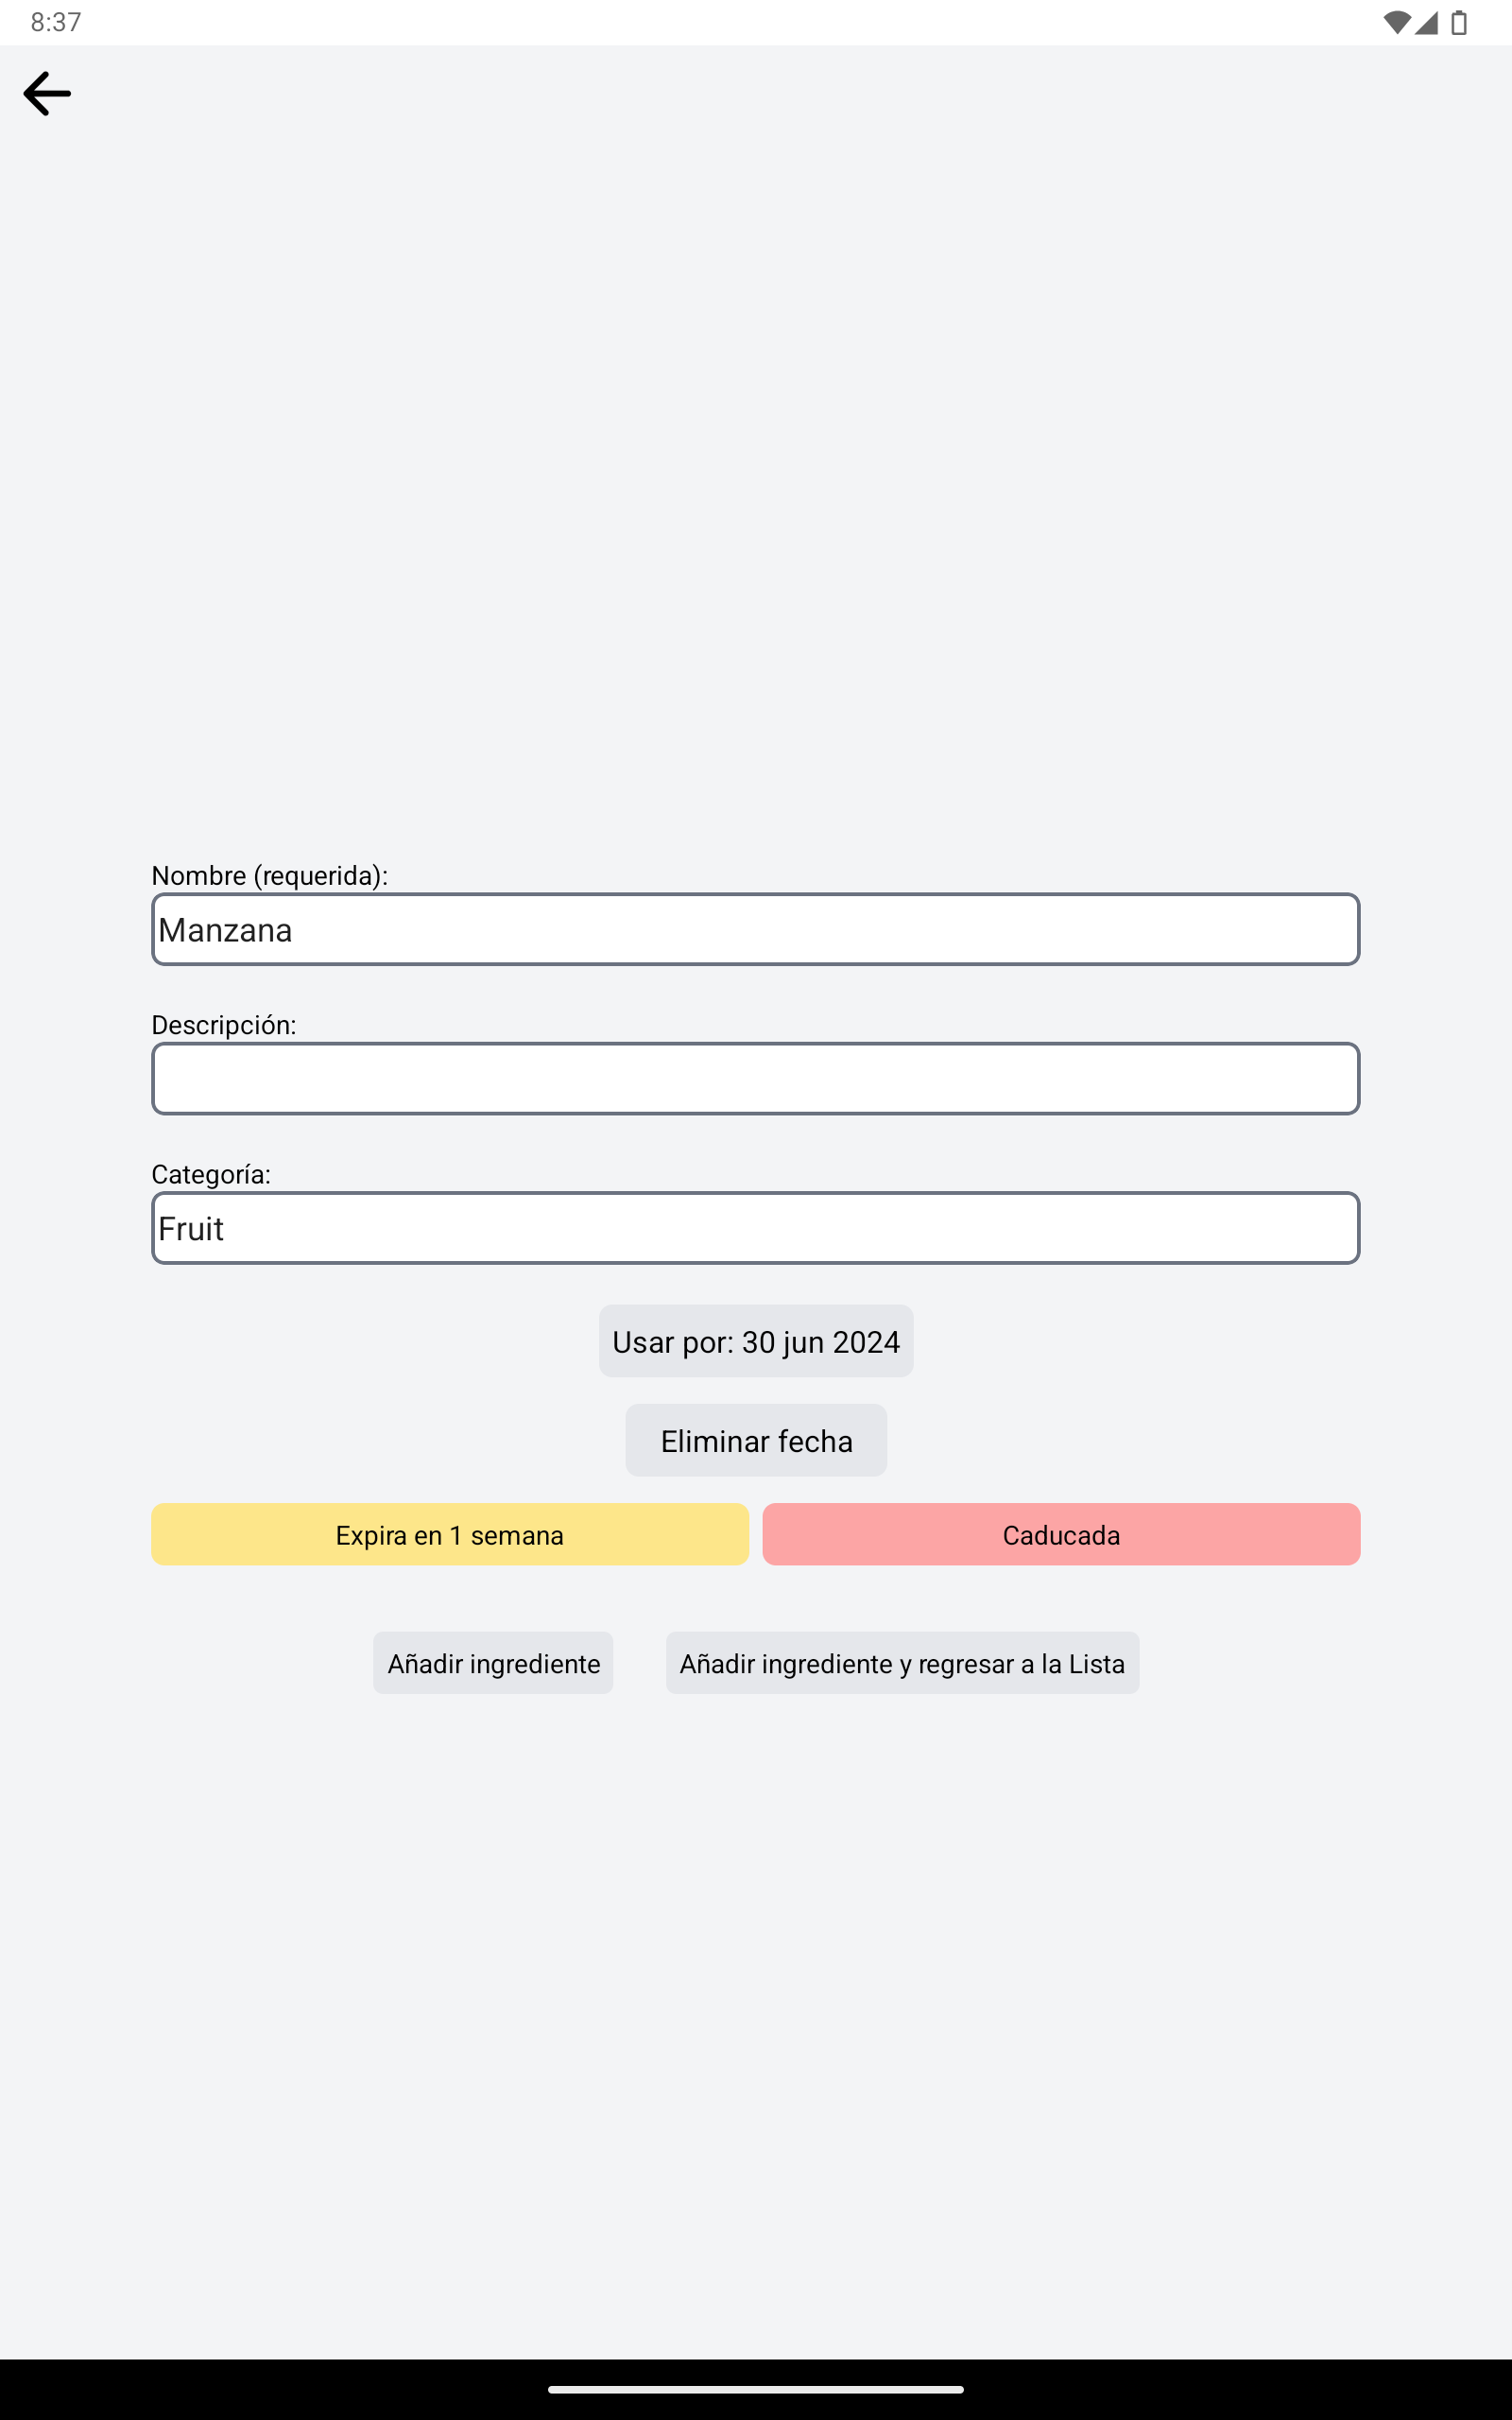 8:37
Nombre (requerida):
Manzana
Descripción:
Categoría:
Fruit
Usar por: 30 jun 2024
Eliminar fecha
Expira en 1 semana
Caducada
Añadir ingrediente
Añadir ingrediente y regresar a la Lista